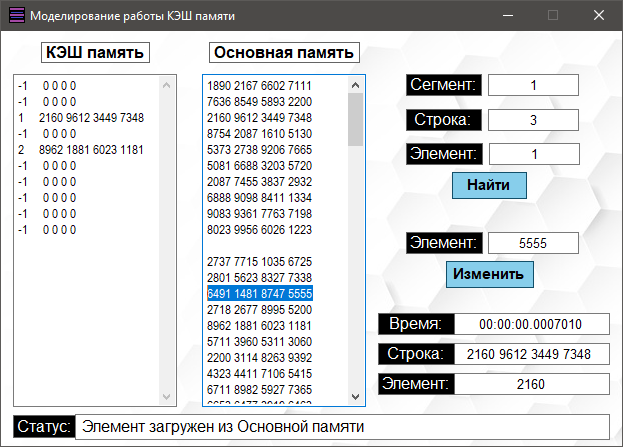 Моделирование работы КЭШ памяти
КЭШ память
-1 0 0 0 0
-1 0 0 0 0
1 2160 9612 3449 7348
-1 0 0 0 0
2 8962 1881 6023 1181
-1 0 0 0 0
-1 0 0 0 0
-1 0 0 0 0
-1 0 0 0 0
-1 0 0 0 0
Основная память
1890 2167 6602 7111
7636 8549 5893 2200
2160 9612 3449 7348
8754 2087 1610 5130
5373 2738 9206 7665
5081 6688 3203 5720
2087 7455 3837 2932
6888 9098 8411 1334
9083 9361 7763 7198
8023 9956 6026 1223
2737 7715 1035 6725
2801 5623 8327 7338
6491 1481 8747 5555
2718 2677 8995 5200
8962 1881 6023 1181
5711 3960 5311 3060
2200 3114 8263 9392
4323 4411 7106 5415
6711 8982 5927 7365
Сегмент: 1
Строка: 3
Элемент: 1
Найти
Элемент: 5555
Изменить
Время: 00:00:00.0007010
Строка: 2160 9612 3449 7348
Элемент: 2160
Статус: Элемент загружен из Основной памяти